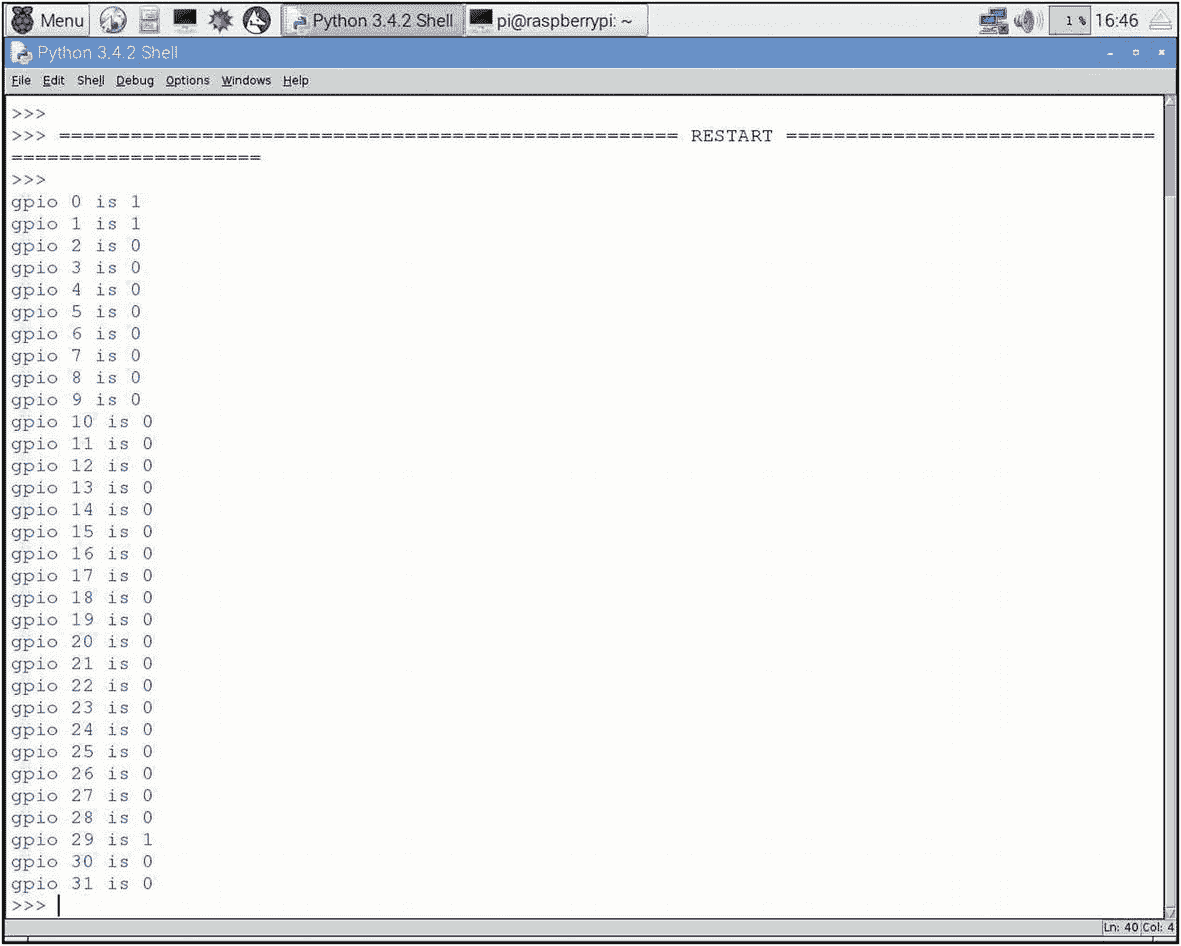 Menu Python 3.4.2 Shell pi@raspberrypi: ~ 1 % 16:46
Python 3.4.2 Shell
File Edit Shell Debug Options Windows Help
>>>
>>> ==================================================== RESTART ===============================
=====================
>>>
gpio 0 is 1
gpio 1 is 1
gpio 2 is 0
gpio 3 is 0
gpio 4 is 0
gpio 5 is 0
gpio 6 is 0
gpio 7 is 0
gpio 8 is 0
gpio 9 is 0
gpio 10 is 0
gpio 11 is 0
gpio 12 is 0
gpio 13 is 0
gpio 14 is 0
gpio 15 is 0
gpio 16 is 0
gpio 17 is 0
gpio 18 is 0
gpio 19 is 0
gpio 20 is 0
gpio 21 is 0
gpio 22 is 0
gpio 23 is 0
gpio 24 is 0
gpio 25 is 0
gpio 26 is 0
gpio 27 is 0
gpio 28 is 0
gpio 29 is 1
gpio 30 is 0
gpio 31 is 0
>>>
Ln: 40 Col: 4